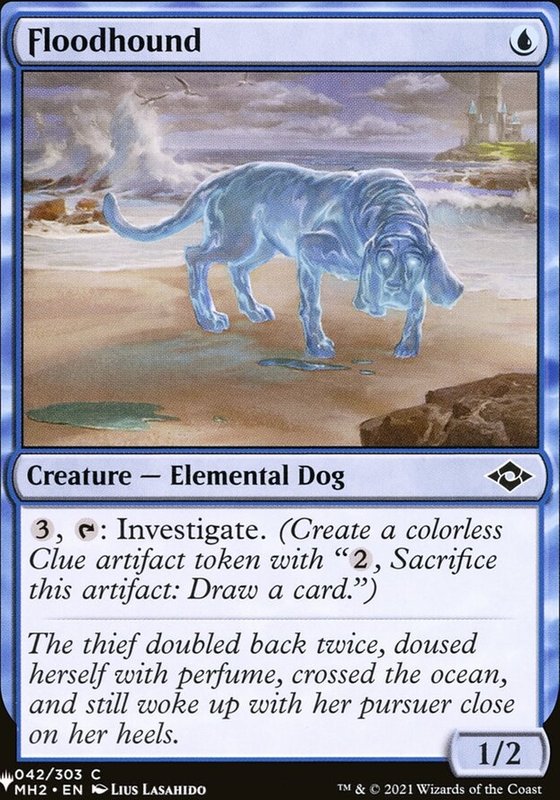 Floodhound
Creature — Elemental Dog
3, : Investigate. (Create a colorless
Clue artifact token with “2, Sacrifice
this artifact: Draw a card.”)
The thief doubled back twice, doused
herself with perfume, crossed the ocean,
and still woke up with her pursuer close
on her heels.
1/2
042/303 C
MH2 • EN Lius Lasahido
™ & © 2021 Wizards of the Coast